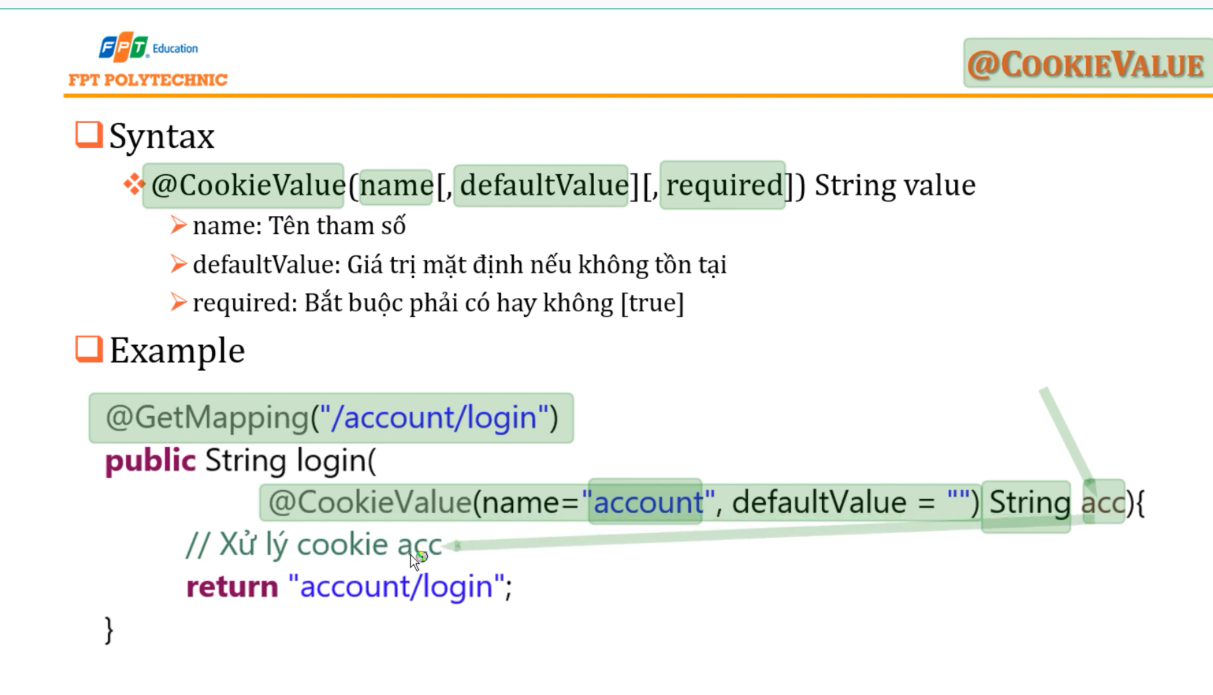 FPT Education
FPT POLYTECHNIC
@COOKIEVALUE
Syntax
@CookieValue(name[, defaultValue][, required]) String value
name: Tên tham số
defaultValue: Giá trị mặt định nếu không tồn tại
required: Bắt buộc phải có hay không [true]
Example
@GetMapping("/account/login")
public String login(
@CookieValue(name="account", defaultValue = "") String acc){
// Xử lý cookie acc
return "account/login";
}